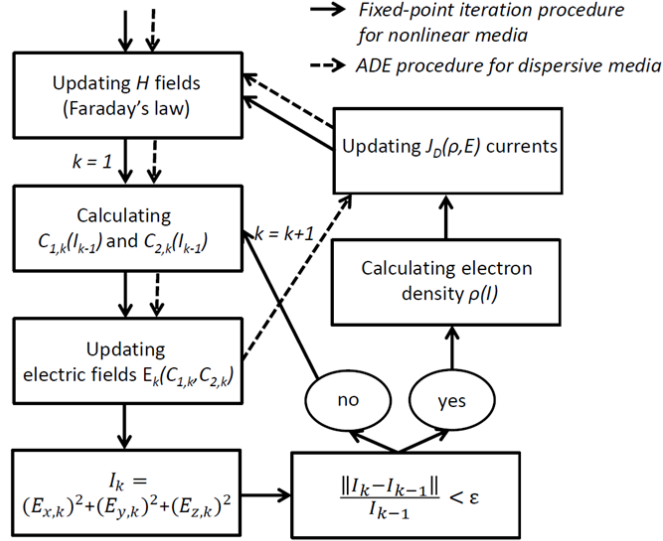 Fixed-point iteration procedure
for nonlinear media
ADE procedure for dispersive media
Updating H fields
(Faraday's law)
Updating J_D(ρ,E) currents
k = 1
Calculating
C_{1,k}(I_{k-1}) and C_{2,k}(I_{k-1})
k = k+1
Calculating electron
density ρ(I)
Updating
electric fields E_k(C_{1,k},C_{2,k})
no
yes
I_k =
(E_{x,k})²+(E_{y,k})²+(E_{z,k})²
‖I_k−I_{k−1}‖
I_{k−1}
< ε